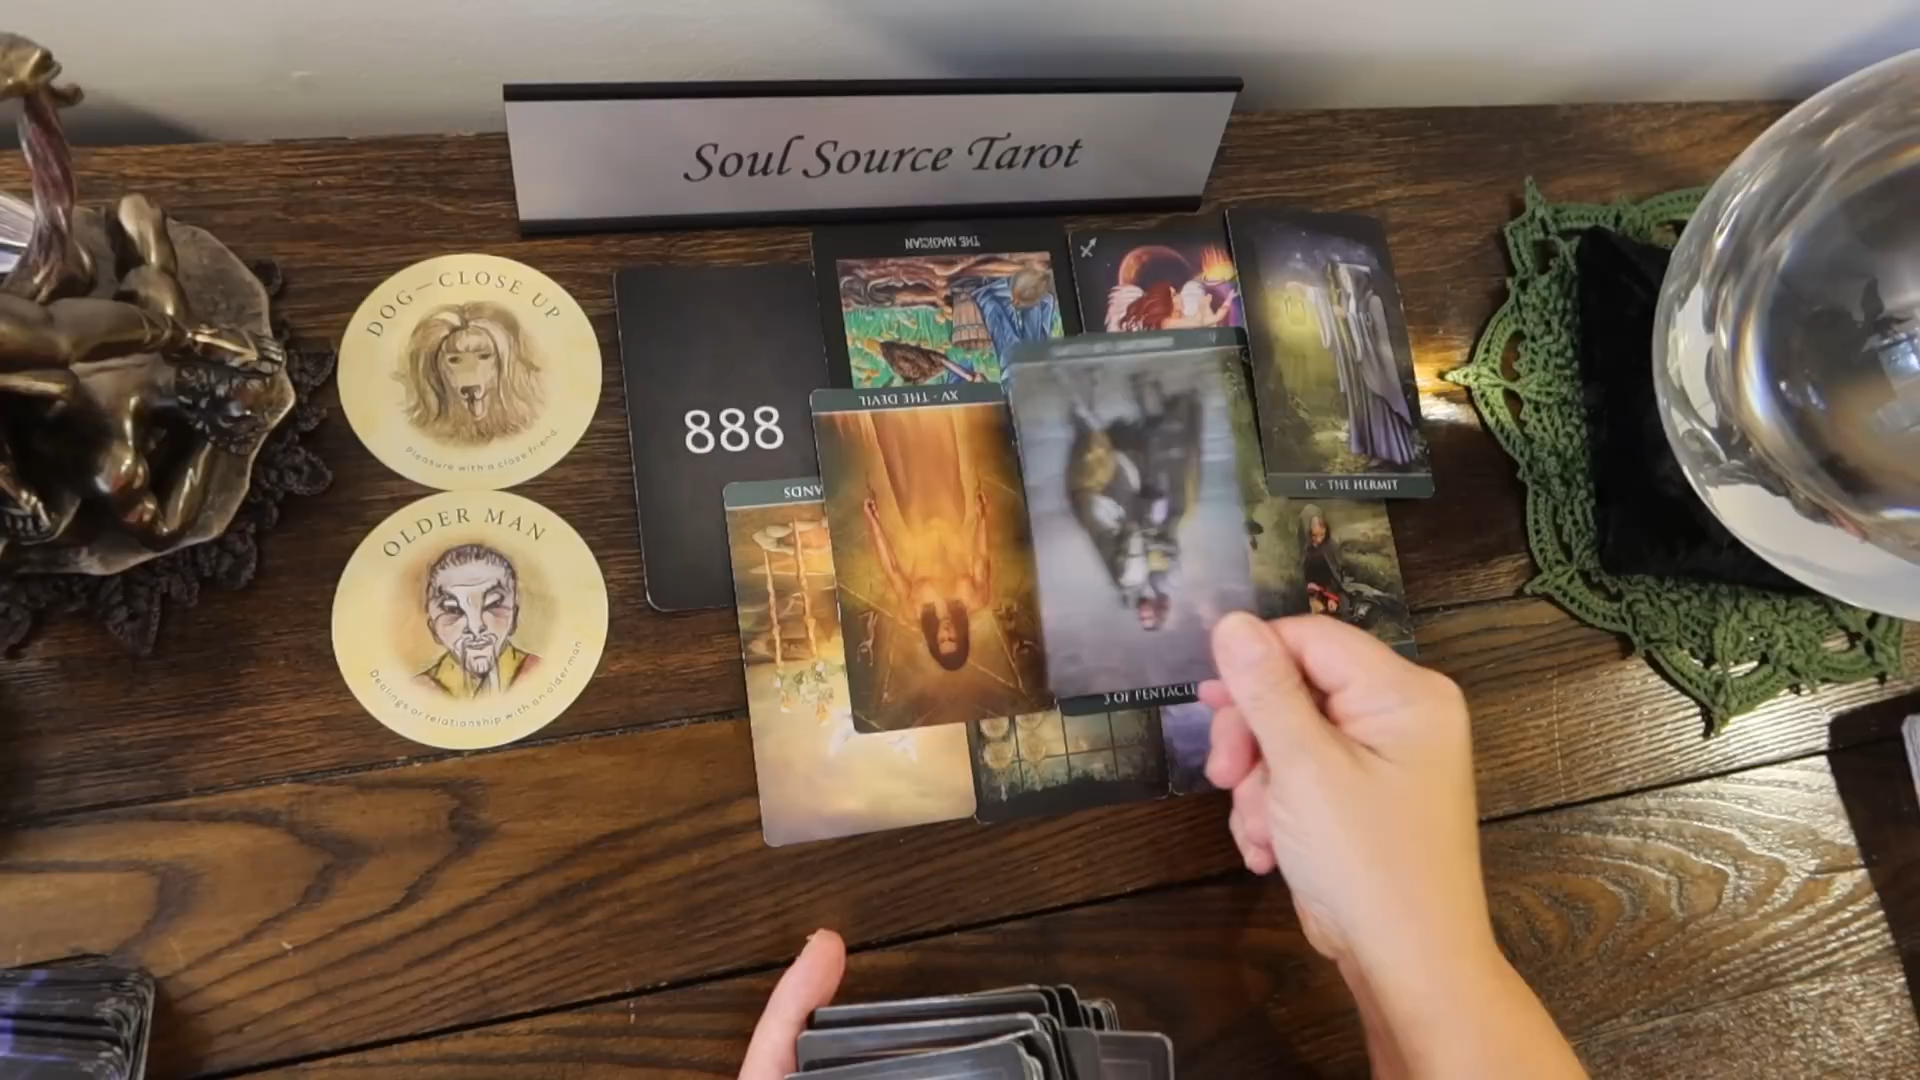 Soul Source Tarot
THE MAGICIAN
DOG—CLOSE UP
Pleasure with a close friend.
888
XV · THE DEVIL
IX · THE HERMIT
OLDER MAN
Dealings or relationship with an older man
3 OF PENTACLE